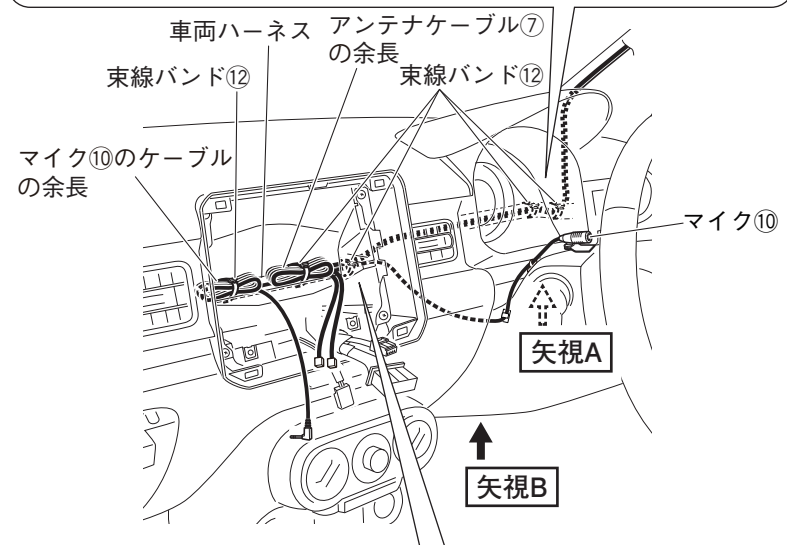 車両ハーネス
アンテナケーブル⑦
の余長
束線バンド⑫
束線バンド⑫
マイク⑩のケーブル
の余長
マイク⑩
矢視A
矢視B